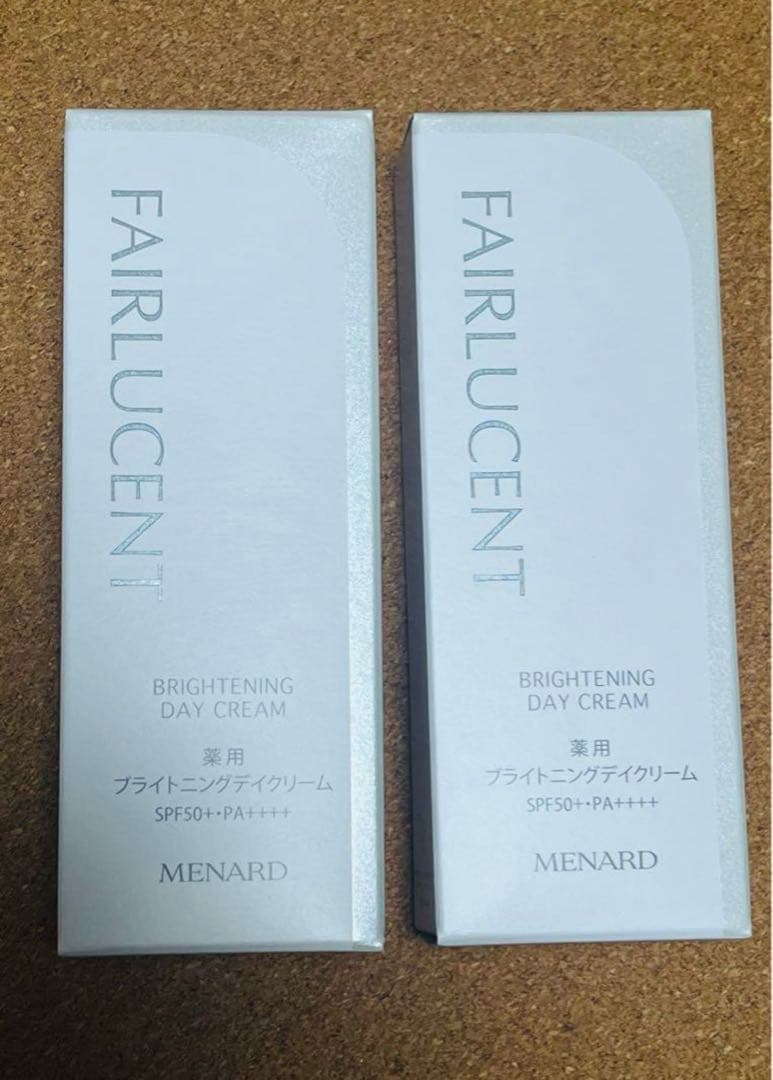 FAIRLUCENT™
BRIGHTENING
DAY CREAM
薬用
ブライトニングデイクリーム
SPF50+・PA++++
MENARD
FAIRLUCENT
BRIGHTENING
DAY CREAM
薬用
ブライトニングデイクリーム
SPF50+・PA++++
MENARD